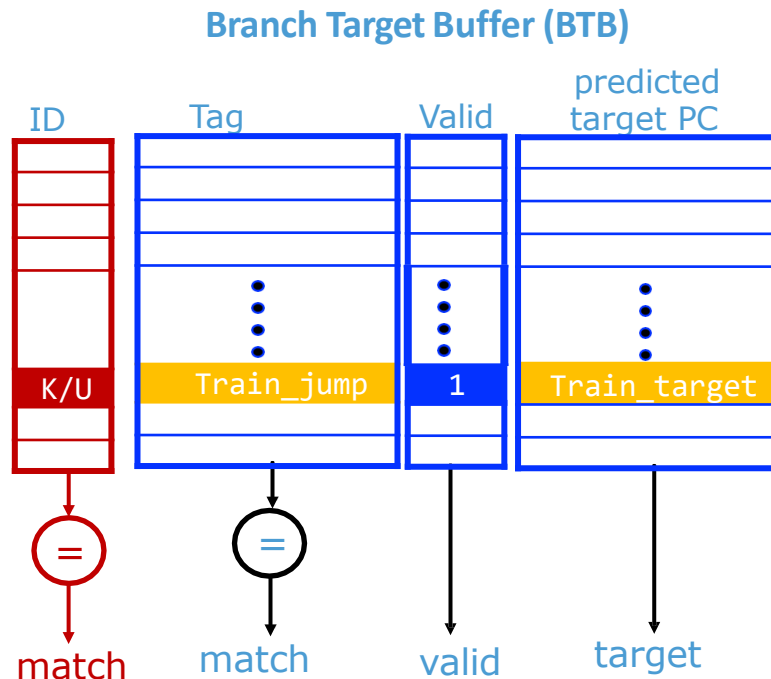 Branch Target Buffer (BTB)
ID
Tag
Valid
predicted
target PC
K/U
Train_jump
1
Train_target
=
=
match
match
valid
target